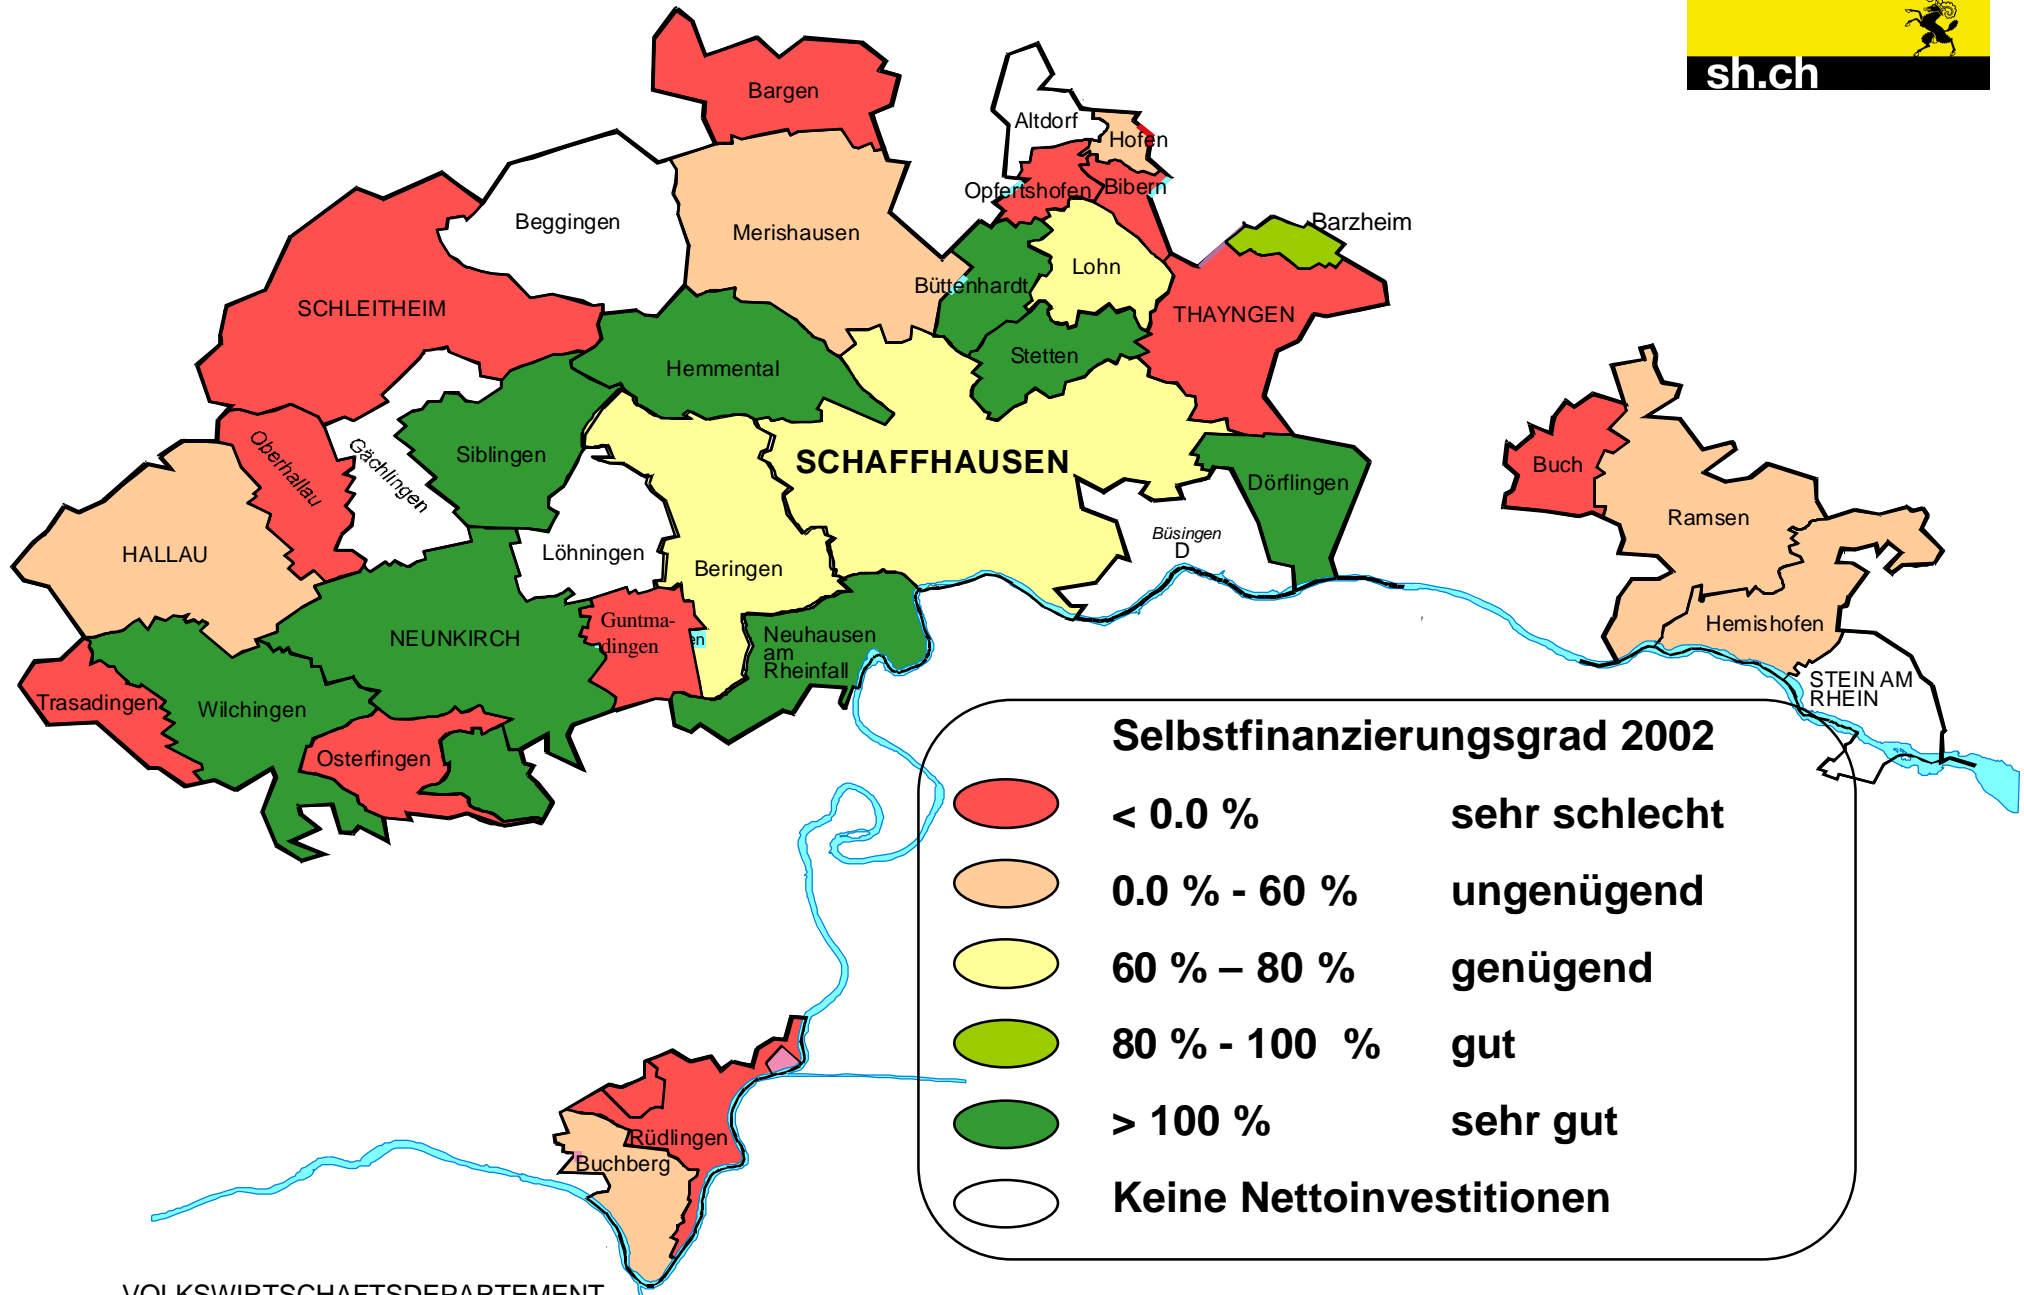 sh.ch
Bargen
Altdorf
Hofen
Opfertshofen
Bibern
Beggingen
Merishausen
Barzheim
Lohn
Büttenhardt
SCHLEITHEIM
THAYNGEN
Stetten
Hemmental
Oberhallau
Gächlingen
Siblingen
SCHAFFHAUSEN
Dörflingen
Buch
Ramsen
HALLAU
Löhningen
Büsingen
D
Beringen
Guntma-
dingen
en
NEUNKIRCH
Neuhausen
am
Rheinfall
Hemishofen
STEIN AM
RHEIN
Trasadingen
Wilchingen
Osterfingen
Rüdlingen
Buchberg
Selbstfinanzierungsgrad 2002
< 0.0 % sehr schlecht
0.0 % - 60 % ungenügend
60 % – 80 % genügend
80 % - 100 % gut
> 100 % sehr gut
Keine Nettoinvestitionen
VOLKSWIRTSCHAFTSDEPARTEMENT